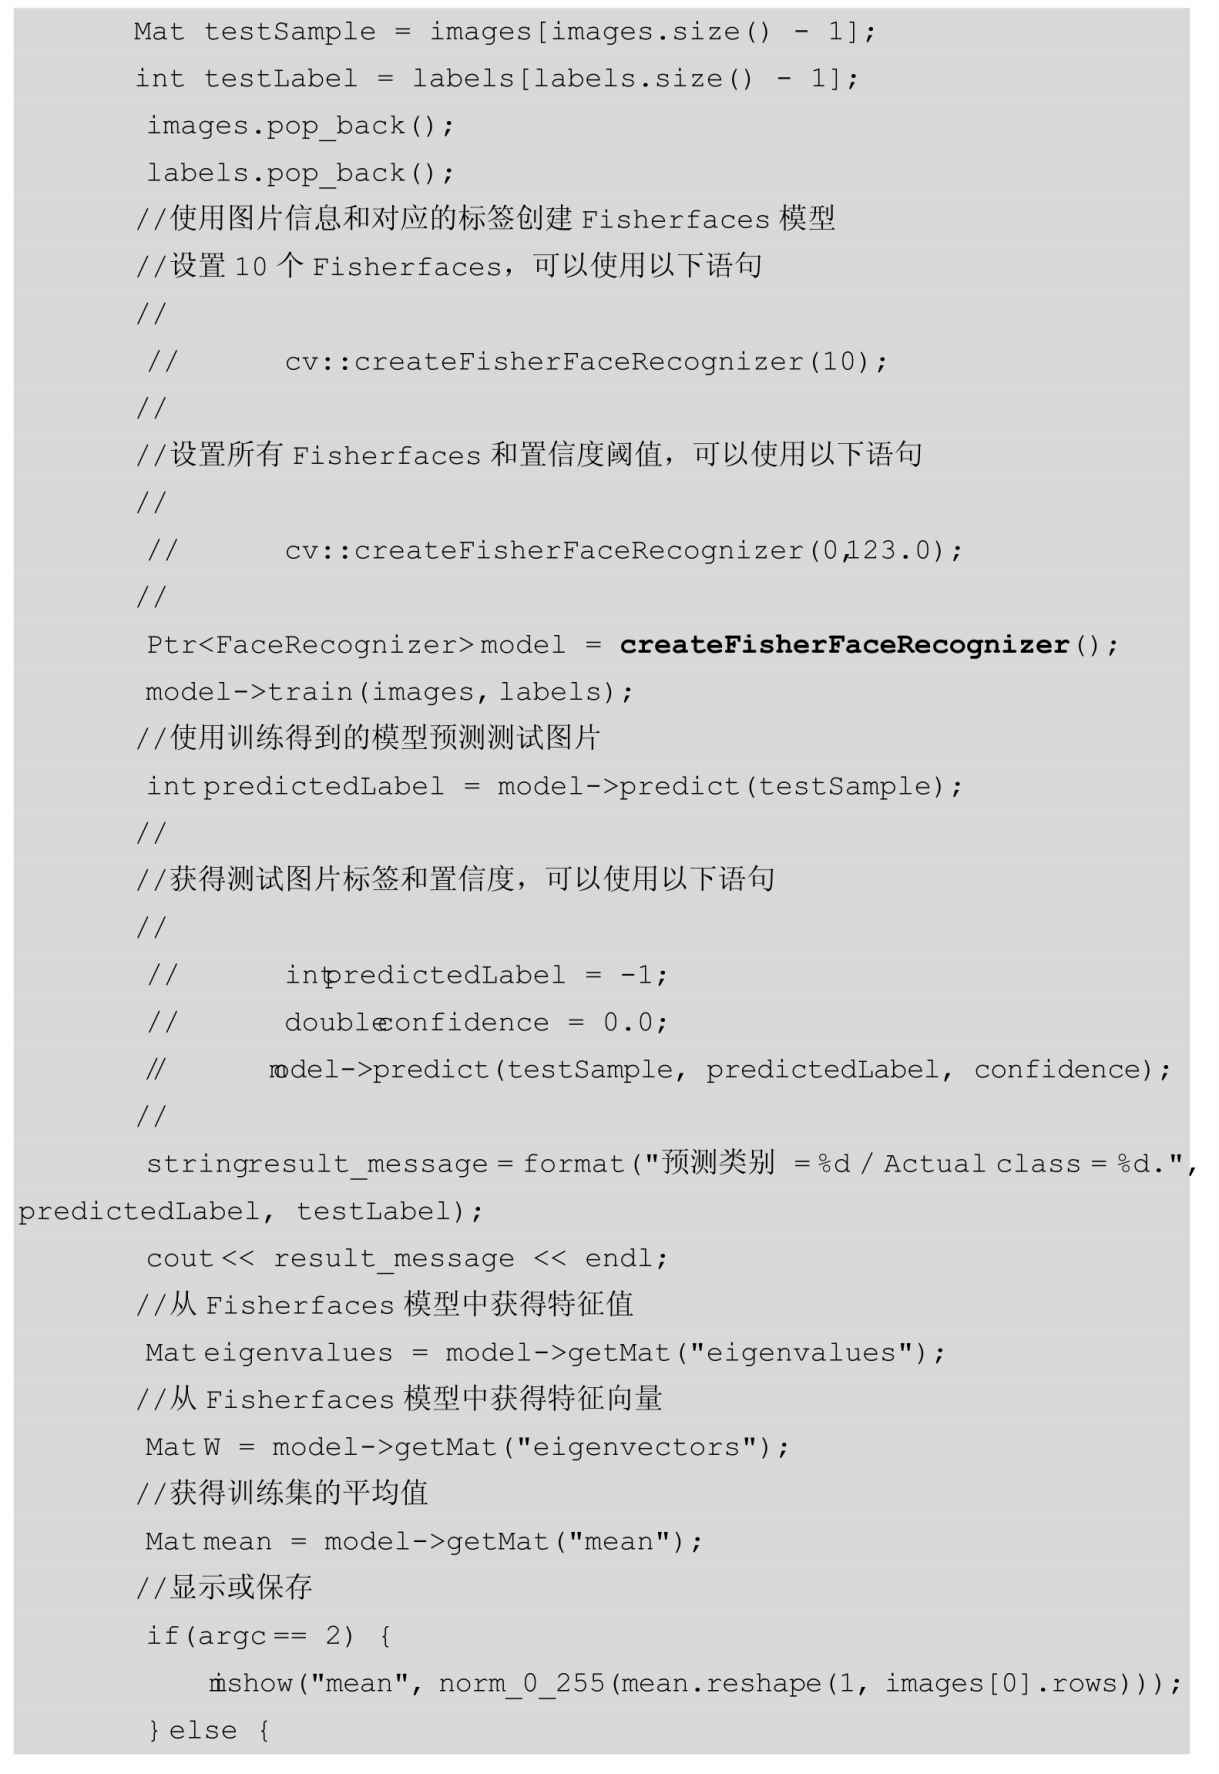 Mat testSample = images[images.size() - 1];
int testLabel = labels[labels.size() - 1];
images.pop_back();
labels.pop_back();
//使用图片信息和对应的标签创建 Fisherfaces 模型
//设置 10 个 Fisherfaces，可以使用以下语句
//
// cv::createFisherFaceRecognizer(10);
//
//设置所有 Fisherfaces 和置信度阈值，可以使用以下语句
//
// cv::createFisherFaceRecognizer(0,123.0);
//
Ptr<FaceRecognizer> model = createFisherFaceRecognizer();
model->train(images, labels);
//使用训练得到的模型预测测试图片
int predictedLabel = model->predict(testSample);
//
//获得测试图片标签和置信度，可以使用以下语句
//
// int predictedLabel = -1;
// double confidence = 0.0;
// model->predict(testSample, predictedLabel, confidence);
//
string result_message = format("预测类别 = %d / Actual class = %d.",
predictedLabel, testLabel);
cout << result_message << endl;
//从 Fisherfaces 模型中获得特征值
Mat eigenvalues = model->getMat("eigenvalues");
//从 Fisherfaces 模型中获得特征向量
Mat W = model->getMat("eigenvectors");
//获得训练集的平均值
Mat mean = model->getMat("mean");
//显示或保存
if(argc == 2) {
imshow("mean", norm_0_255(mean.reshape(1, images[0].rows)));
} else {